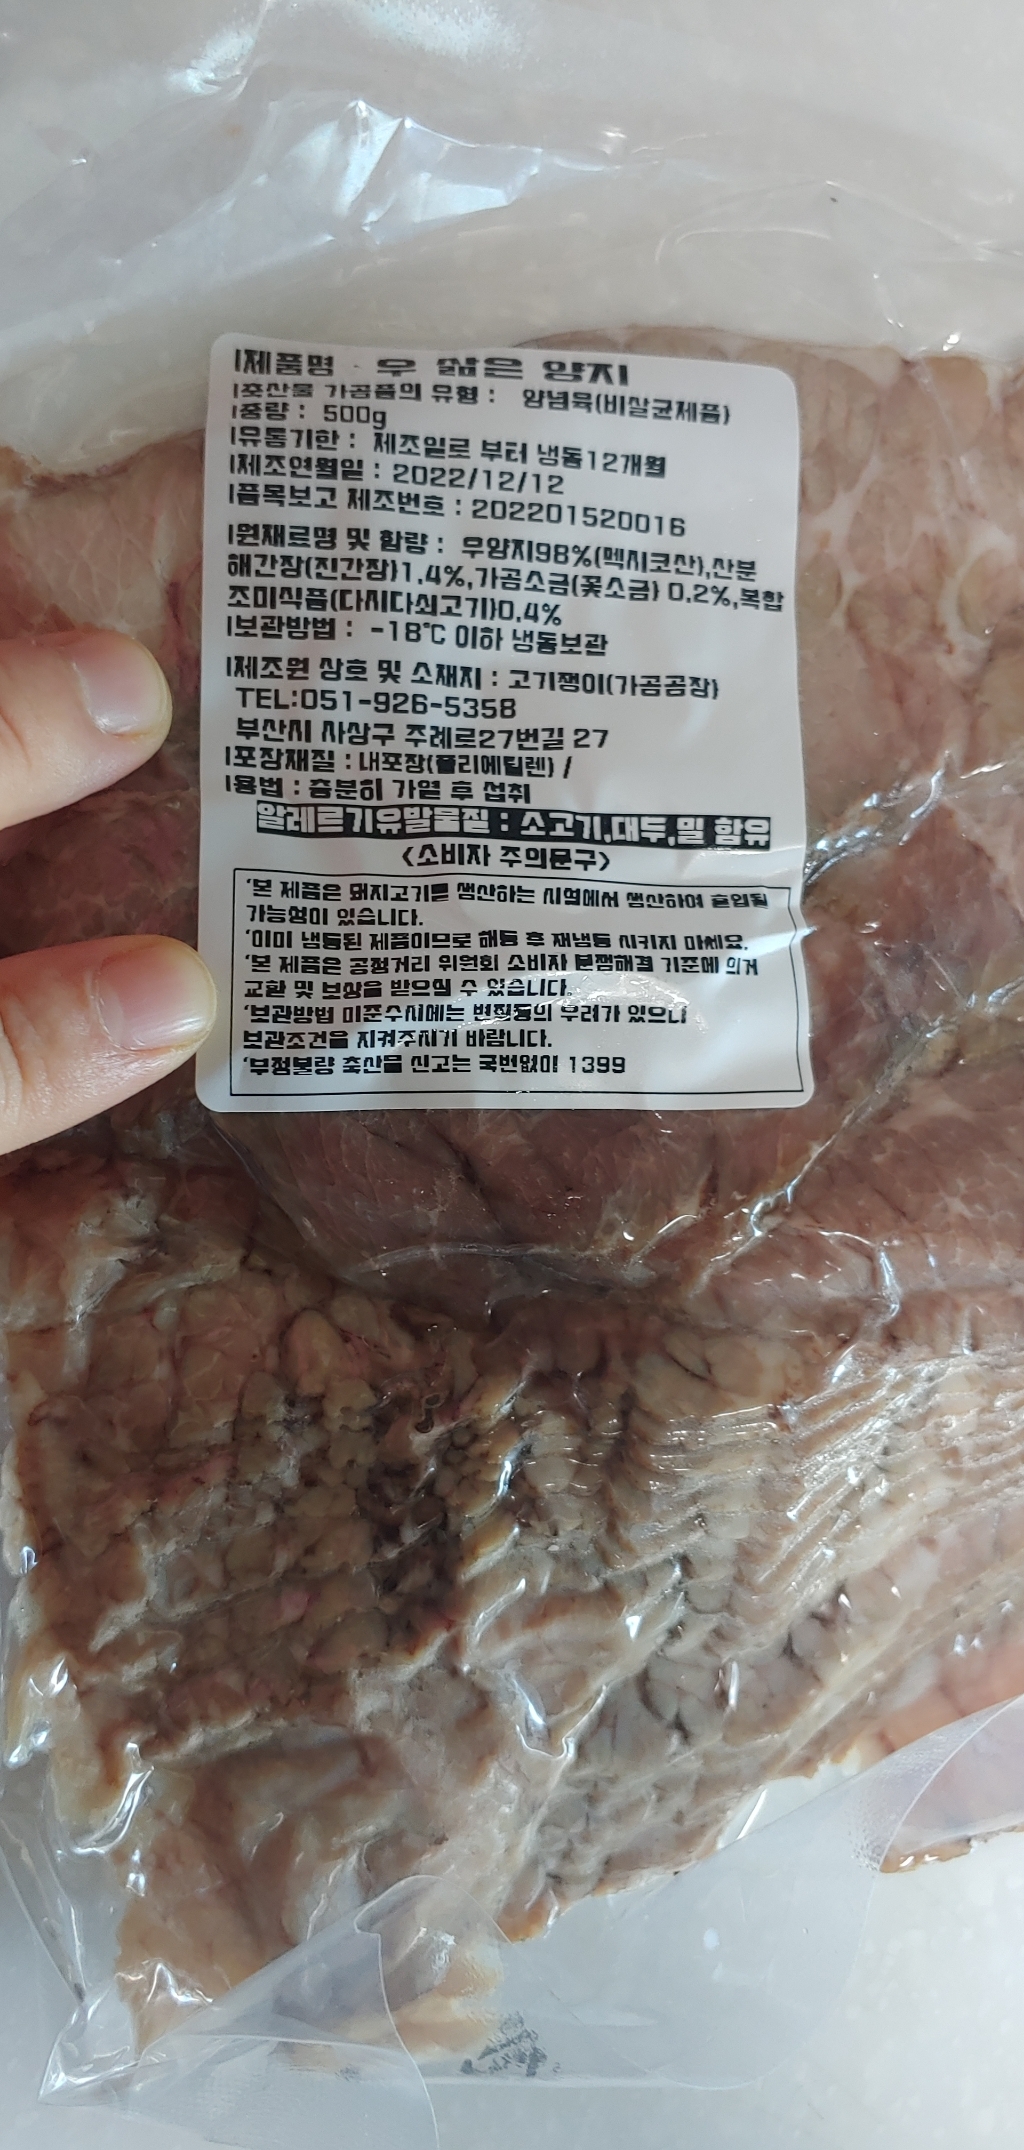 |제품명 · 우 삶은 양지
|축산물 가공품의 유형 : 양념육(비살균제품)
|중량 : 500g
|유통기한 : 제조일로 부터 냉동12개월
|제조연월일 : 2022/12/12
|품목보고 제조번호 : 202201520016
|원재료명 및 함량 : 우양지98%(멕시코산),산분
해간장(진간장)1.4%,가공소금(꽃소금) 0.2%,복합
조미식품(다시다쇠고기)0.4%
|보관방법 : -18℃ 이하 냉동보관
|제조원 상호 및 소재지 : 고기쟁이(가공공장)
TEL:051-926-5358
부산시 사상구 주례로27번길 27
|포장재질 : 내포장(폴리에틸렌) /
|용법 : 충분히 가열 후 섭취
알레르기유발물질 : 소고기,대두,밀 함유
<소비자 주의문구>
'본 제품은 돼지고기를 생산하는 시설에서 생산하여 혼입될
가능성이 있습니다.
'이미 냉동된 제품이므로 해동 후 재냉동 시키지 마세요.
'본 제품은 공정거리 위원회 소비자 분쟁해결 기준에 의거
교환 및 보상을 받으실 수 있습니다.
'보관방법 미준수시에는 변질등의 우려가 있으니
보관조건을 지켜주시기 바랍니다.
'부정불량 축산물 신고는 국번없이 1399